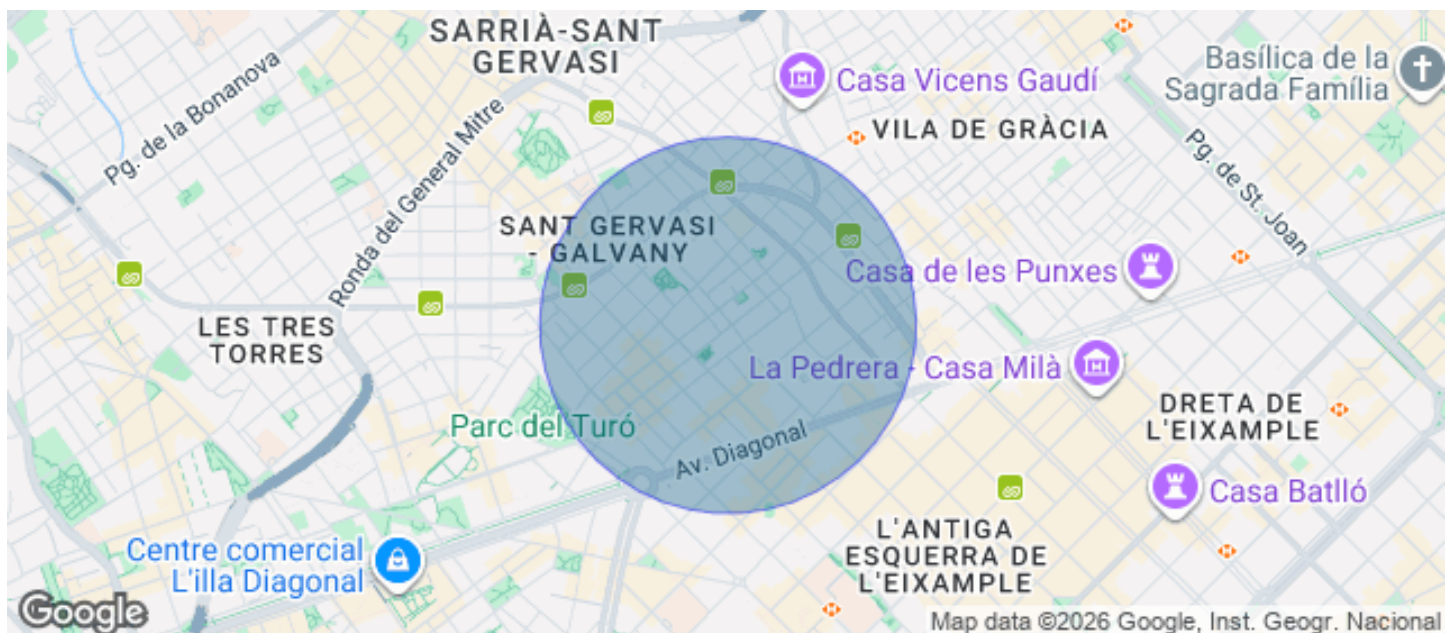 SARRIÀ-SANT
GERVASI
Pg. de la Bonanova
Ronda del General Mitre
Casa Vicens Gaudí
Basílica de la
Sagrada Família
VILA DE GRÀCIA
Pg. de St. Joan
SANT GERVASI
- GALVANY
Casa de les Punxes
LES TRES
TORRES
La Pedrera - Casa Milà
Parc del Turó
Av. Diagonal
DRETA DE
L'EIXAMPLE
Casa Batlló
L'ANTIGA
ESQUERRA DE
L'EIXAMPLE
Centre comercial
L'illa Diagonal
Google
Map data ©2026 Google, Inst. Geogr. Nacional